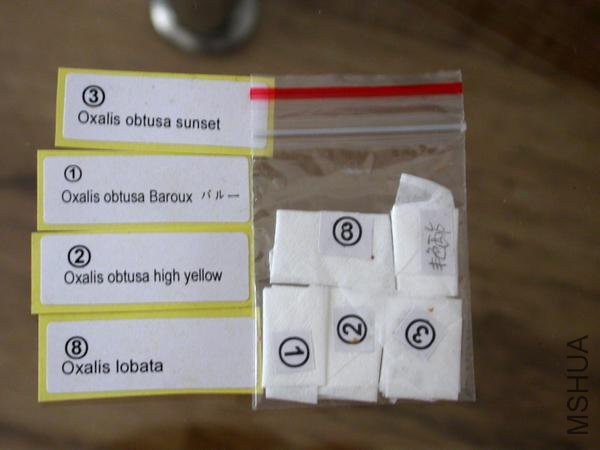 ③
Oxalis obtusa sunset
①
Oxalis obtusa Baroux バルー
②
Oxalis obtusa high yellow
⑧
Oxalis lobata
⑧
①
②
③
MSHUA